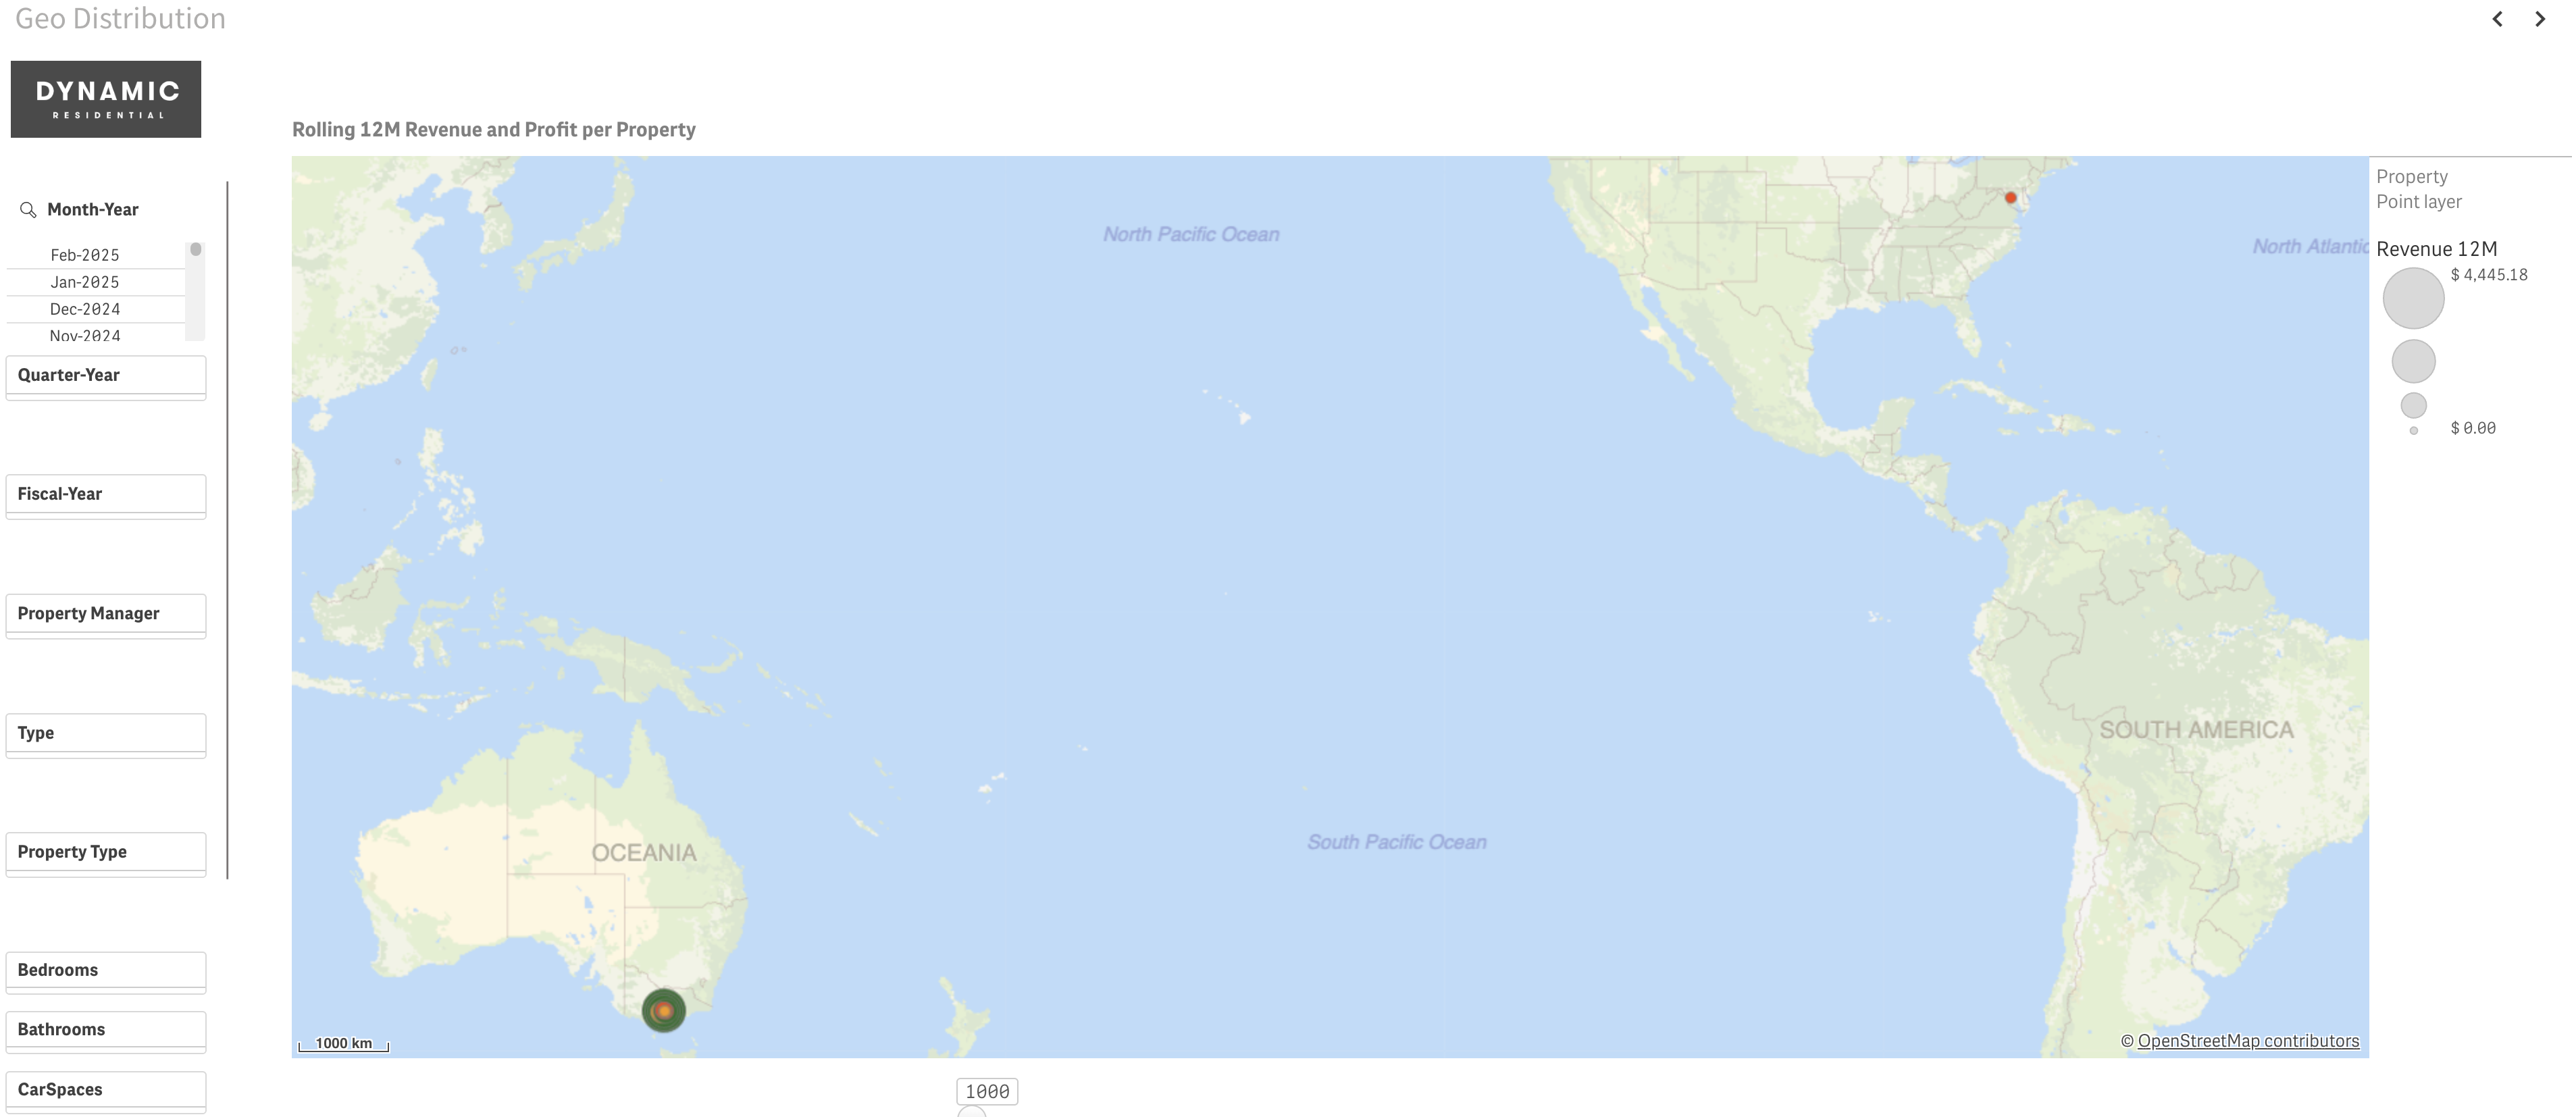 Geo Distribution
DYNAMIC
RESIDENTIAL
Rolling 12M Revenue and Profit per Property
Month-Year
Feb-2025
Jan-2025
Dec-2024
Nov-2024
Quarter-Year
Fiscal-Year
Property Manager
Type
Property Type
Bedrooms
Bathrooms
CarSpaces
North Pacific Ocean
North Atlantic
SOUTH AMERICA
South Pacific Ocean
OCEANIA
1000 km
© OpenStreetMap contributors
Property
Point layer
Revenue 12M
$ 4,445.18
$ 0.00
1000